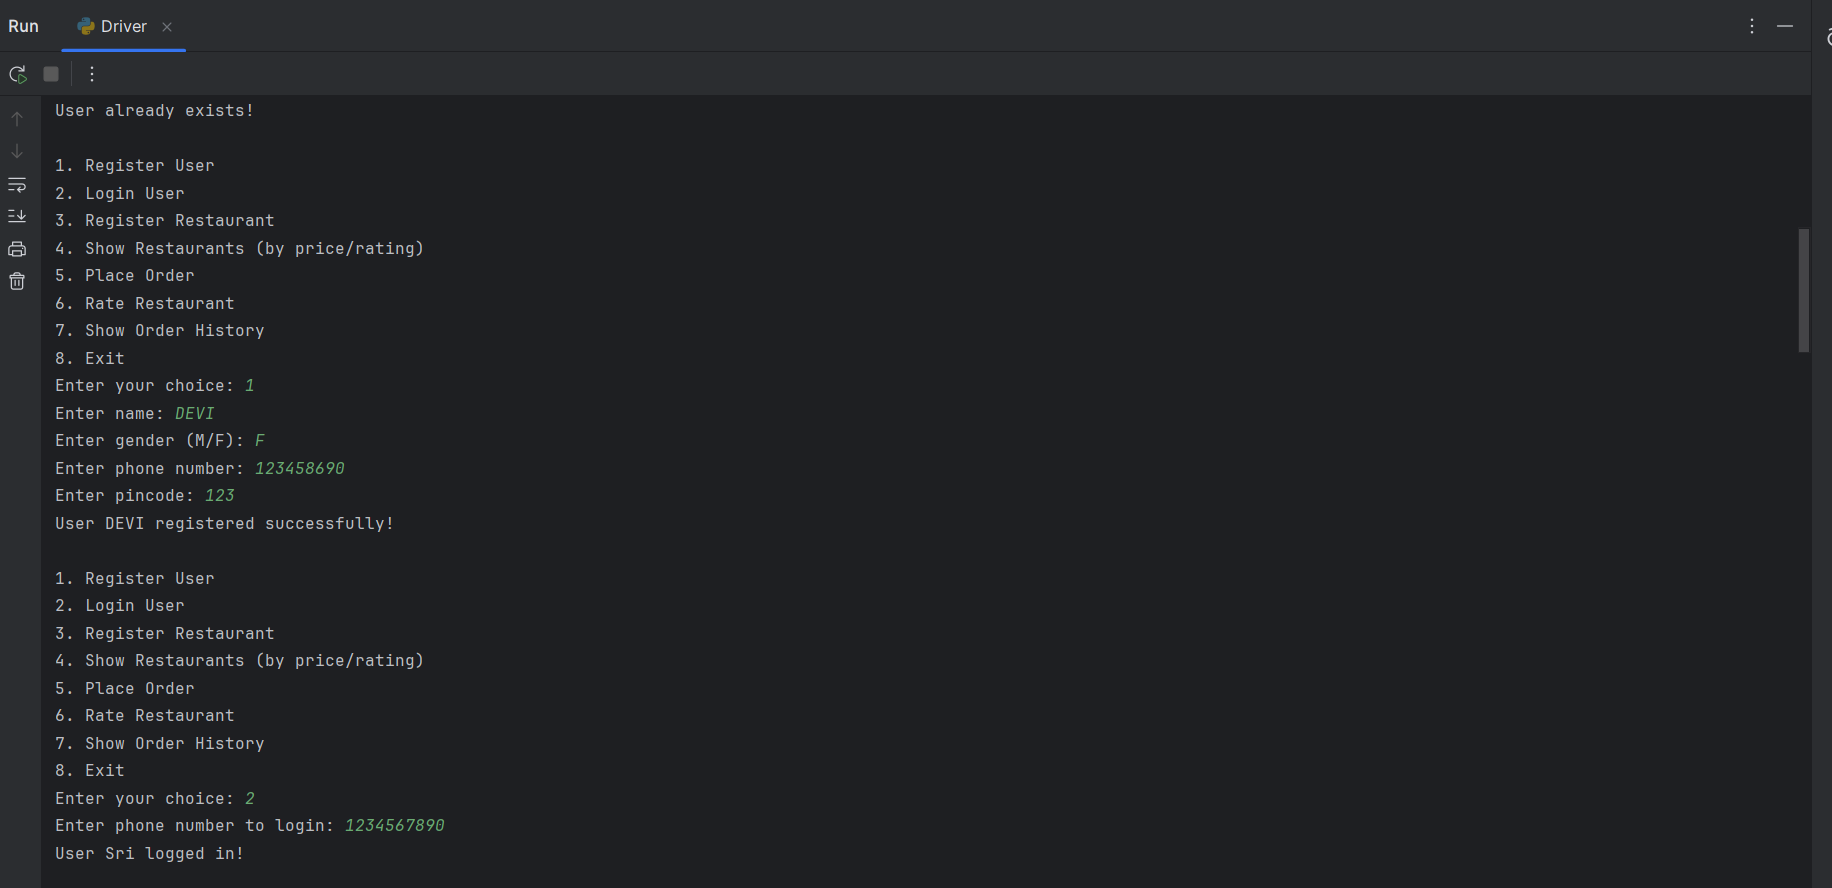 Run Driver
User already exists!
1. Register User
2. Login User
3. Register Restaurant
4. Show Restaurants (by price/rating)
5. Place Order
6. Rate Restaurant
7. Show Order History
8. Exit
Enter your choice: 1
Enter name: DEVI
Enter gender (M/F): F
Enter phone number: 123458690
Enter pincode: 123
User DEVI registered successfully!
1. Register User
2. Login User
3. Register Restaurant
4. Show Restaurants (by price/rating)
5. Place Order
6. Rate Restaurant
7. Show Order History
8. Exit
Enter your choice: 2
Enter phone number to login: 1234567890
User Sri logged in!